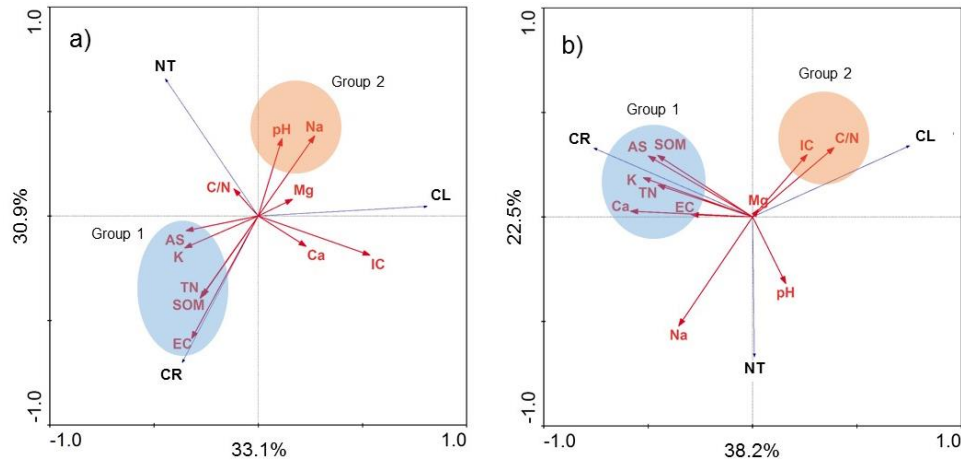 a)
1.0
NT
Group 2
pH
Na
C/N
Mg
CL
30.9%
Group 1
AS
K
Ca
IC
TN
SOM
EC
CR
-1.0
-1.0
33.1%
1.0
b)
1.0
Group 2
Group 1
CR
AS
SOM
IC
C/N
CL
K
TN
Ca
EC
Mg
22.5%
pH
Na
NT
-1.0
-1.0
38.2%
1.0